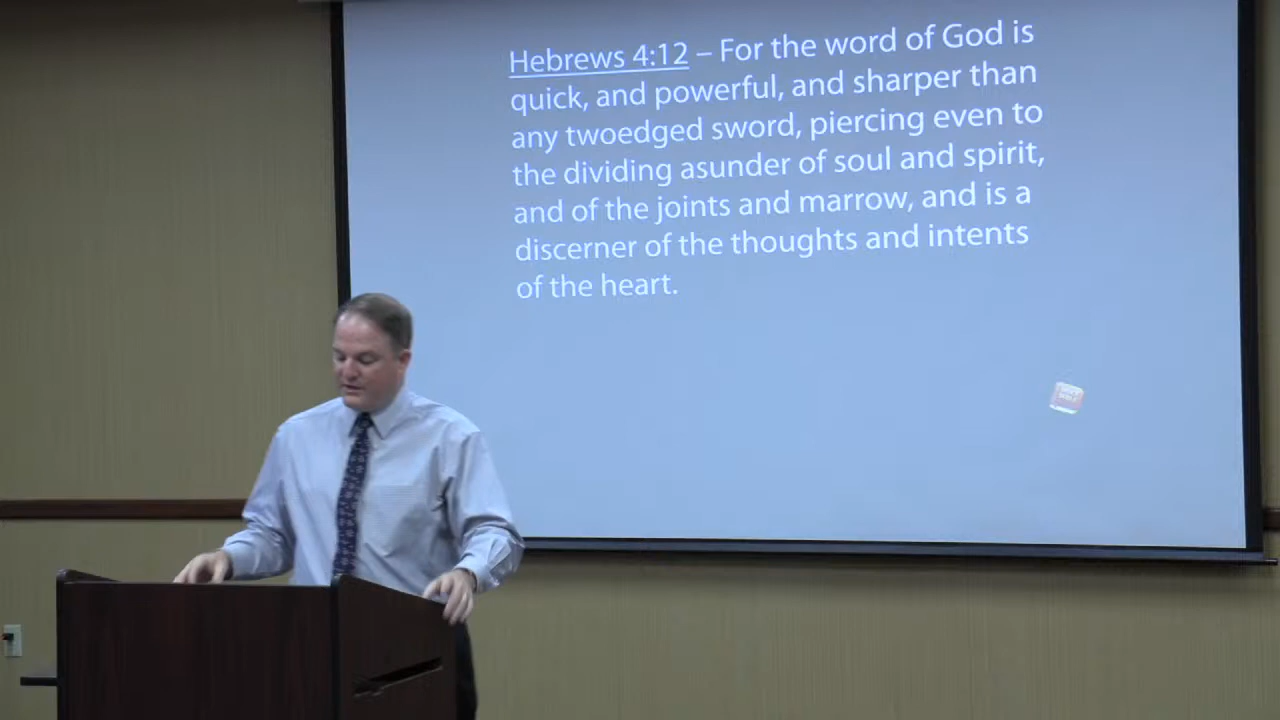 Hebrews 4:12 – For the word of God is
quick, and powerful, and sharper than
any twoedged sword, piercing even to
the dividing asunder of soul and spirit,
and of the joints and marrow, and is a
discerner of the thoughts and intents
of the heart.